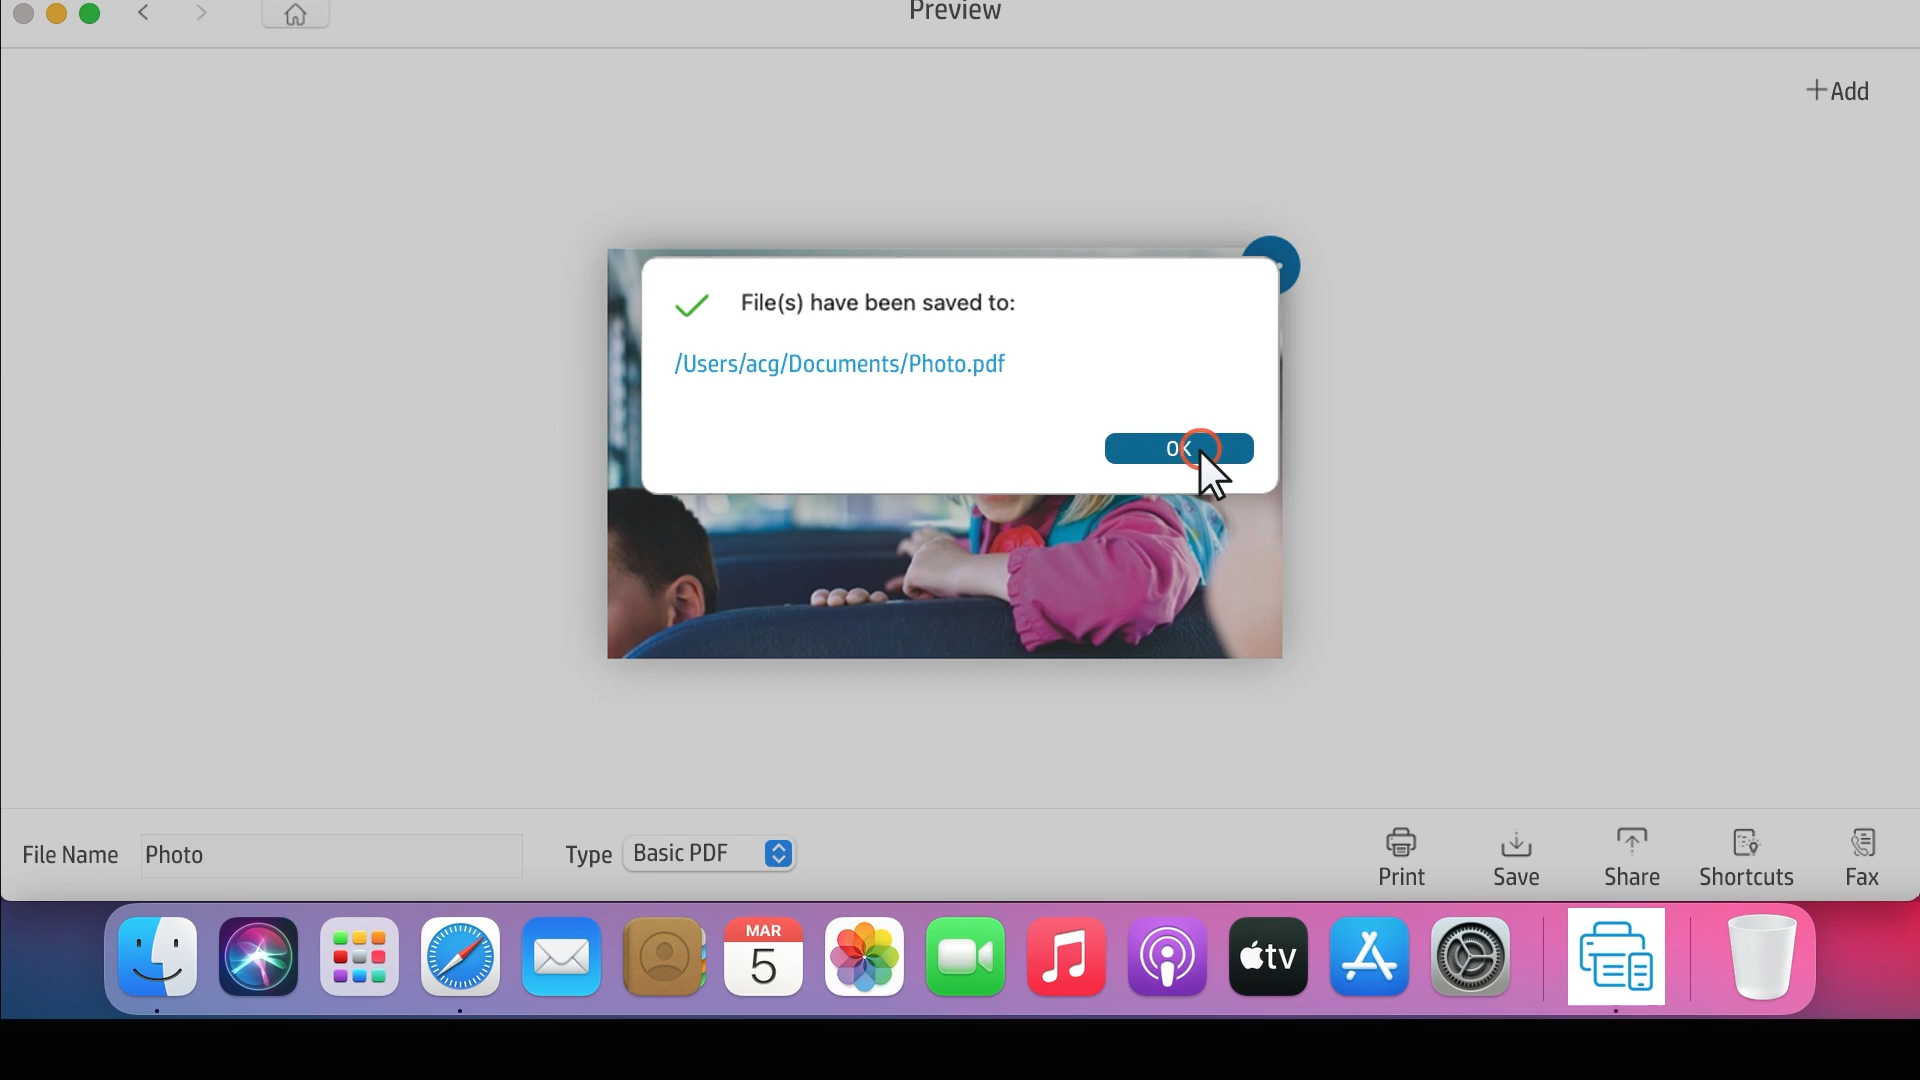 Preview
+Add
File(s) have been saved to:
/Users/acg/Documents/Photo.pdf
OK
File Name Photo Type Basic PDF
Print Save Share Shortcuts Fax
MAR
5
tv